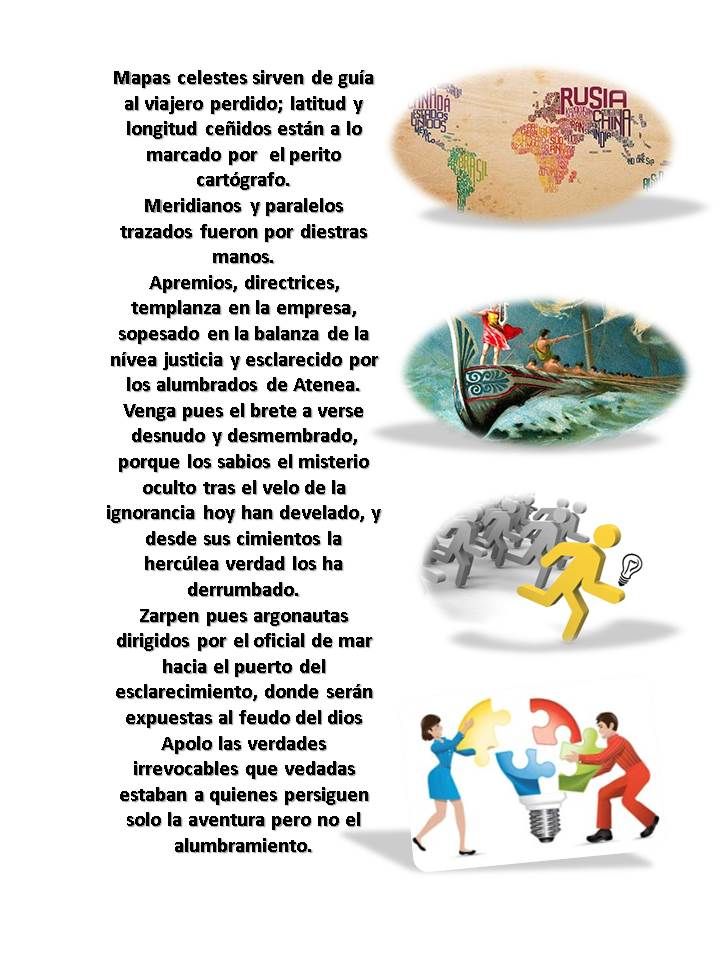 Mapas celestes sirven de guía
al viajero perdido; latitud y
longitud ceñidos están a lo
marcado por el perito
cartógrafo.
Meridianos y paralelos
trazados fueron por diestras
manos.
Apremios, directrices,
templanza en la empresa,
sopesado en la balanza de la
nívea justicia y esclarecido por
los alumbrados de Atenea.
Venga pues el brete a verse
desnudo y desmembrado,
porque los sabios el misterio
oculto tras el velo de la
ignorancia hoy han develado, y
desde sus cimientos la
hercúlea verdad los ha
derrumbado.
Zarpen pues argonautas
dirigidos por el oficial de mar
hacia el puerto del
esclarecimiento, donde serán
expuestas al feudo del dios
Apolo las verdades
irrevocables que vedadas
estaban a quienes persiguen
solo la aventura pero no el
alumbramiento.
RUSIA
CHINA
INDIA
IRAN
BRASIL